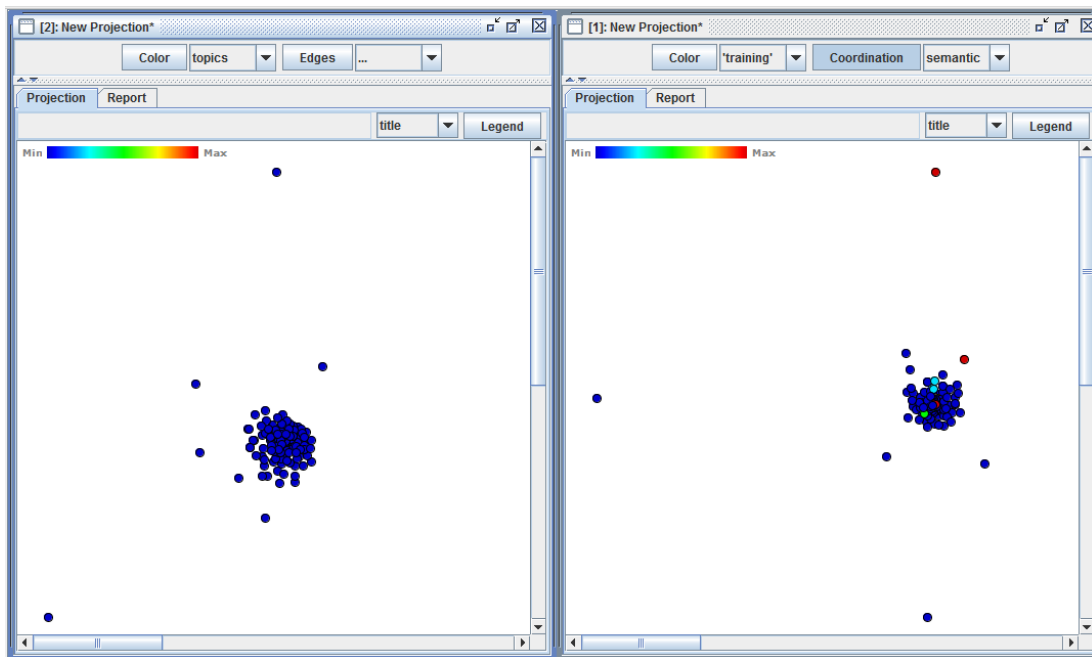 [2]: New Projection*
Color topics Edges ...
Projection Report
title Legend
Min Max
[1]: New Projection*
Color 'training' Coordination semantic
Projection Report
title Legend
Min Max